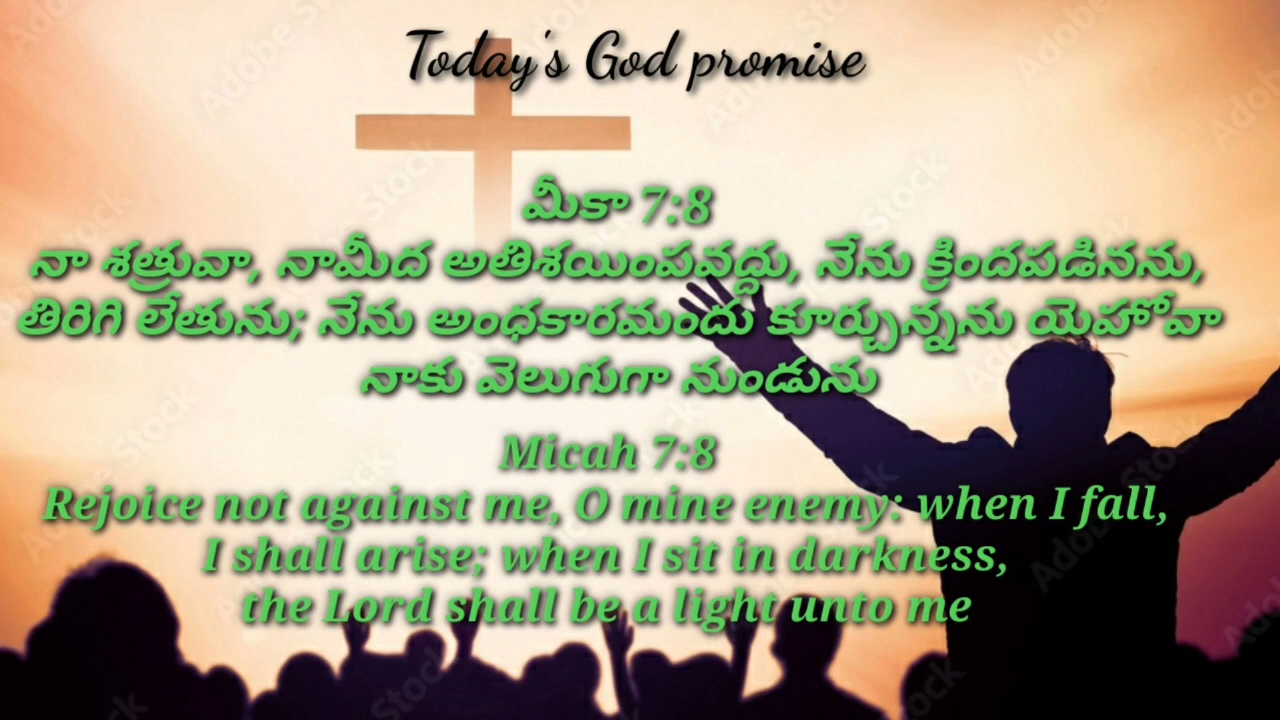 Today's God promise
మీకా 7:8
నా శత్రువా, నామీద అతిశయింపవద్దు, నేను క్రిందపడినను,
తిరిగి లేతును; నేను అంధకారమందు కూర్చున్నను యెహోవా
నాకు వెలుగుగా నుండును
Micah 7:8
Rejoice not against me, O mine enemy: when I fall,
I shall arise; when I sit in darkness,
the Lord shall be a light unto me
Adobe Stock